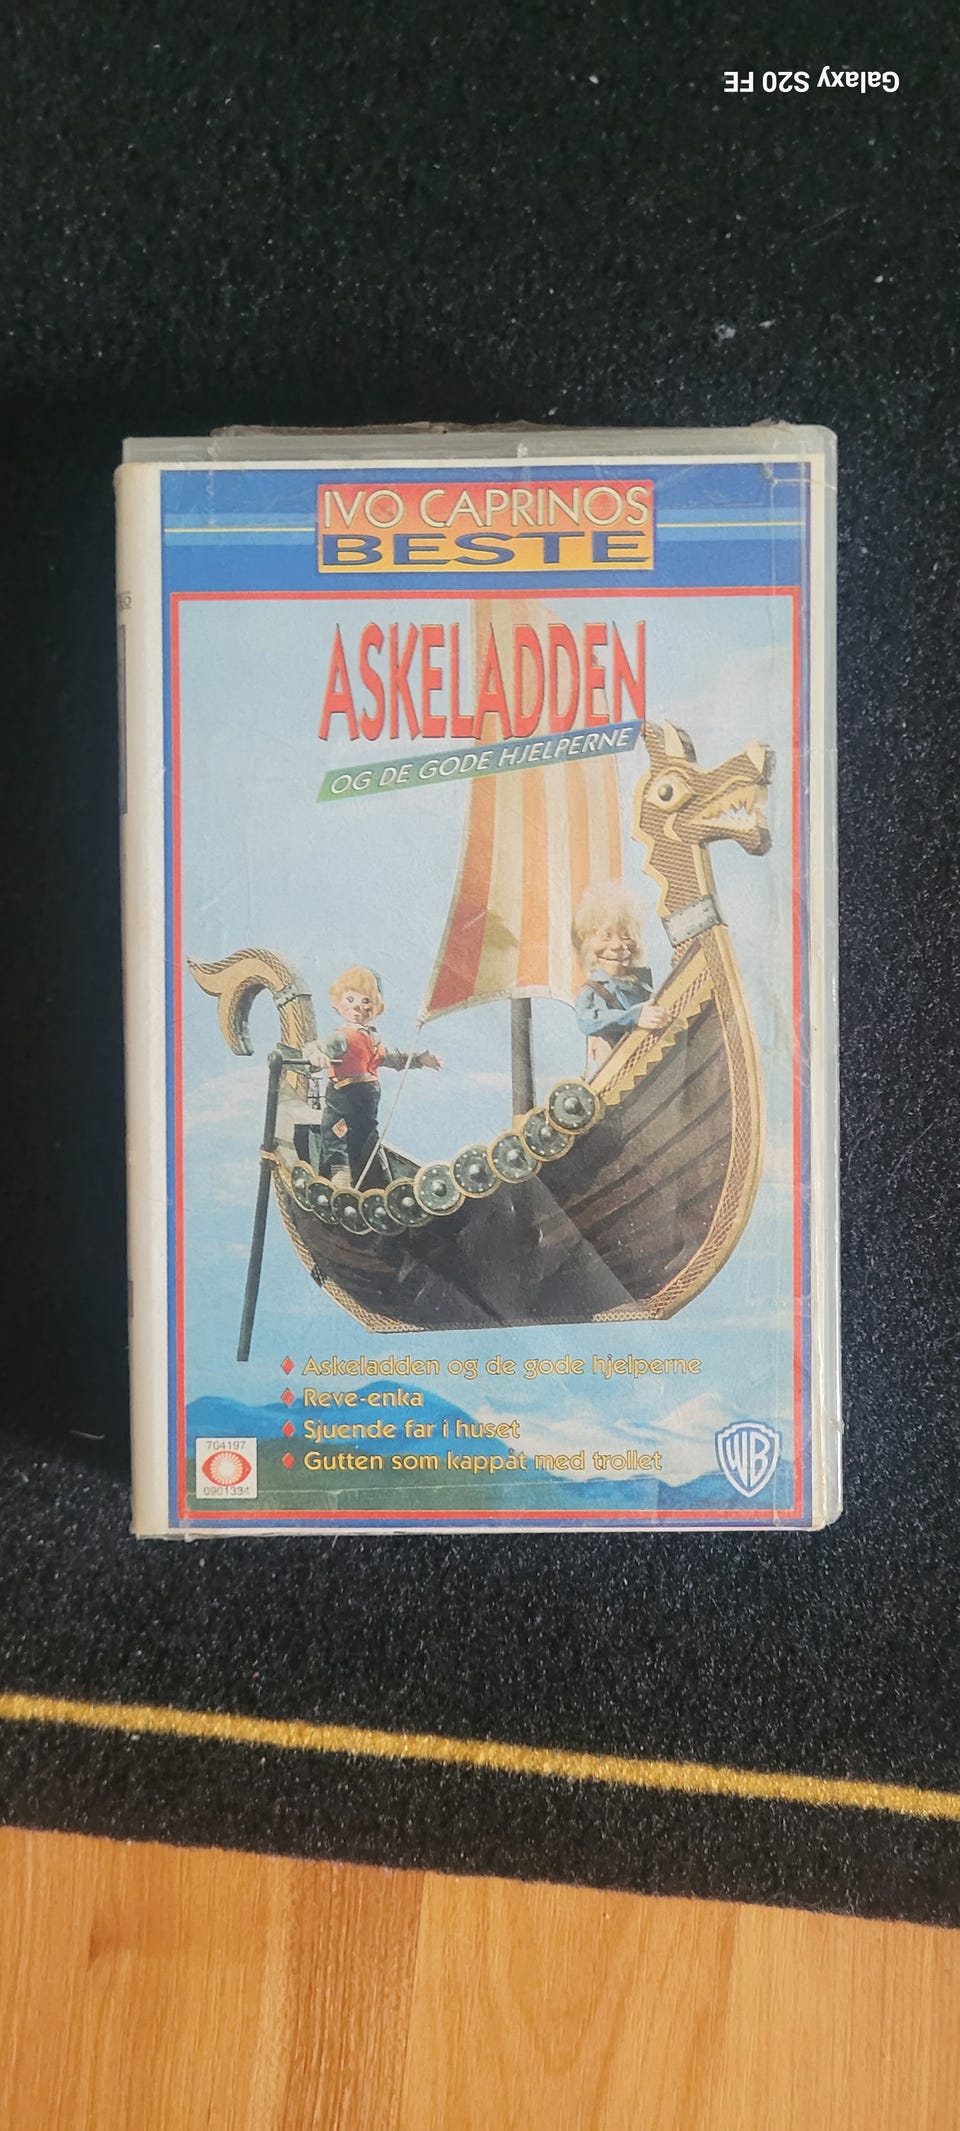 Galaxy S20 FE
IVO CAPRINOS
BESTE
ASKELADDEN
OG DE GODE HJELPERNE
Askeladden og de gode hjelperne
Reve-enka
Sjuende far i huset
Gutten som kappåt med trollet
704197
0901334
WB